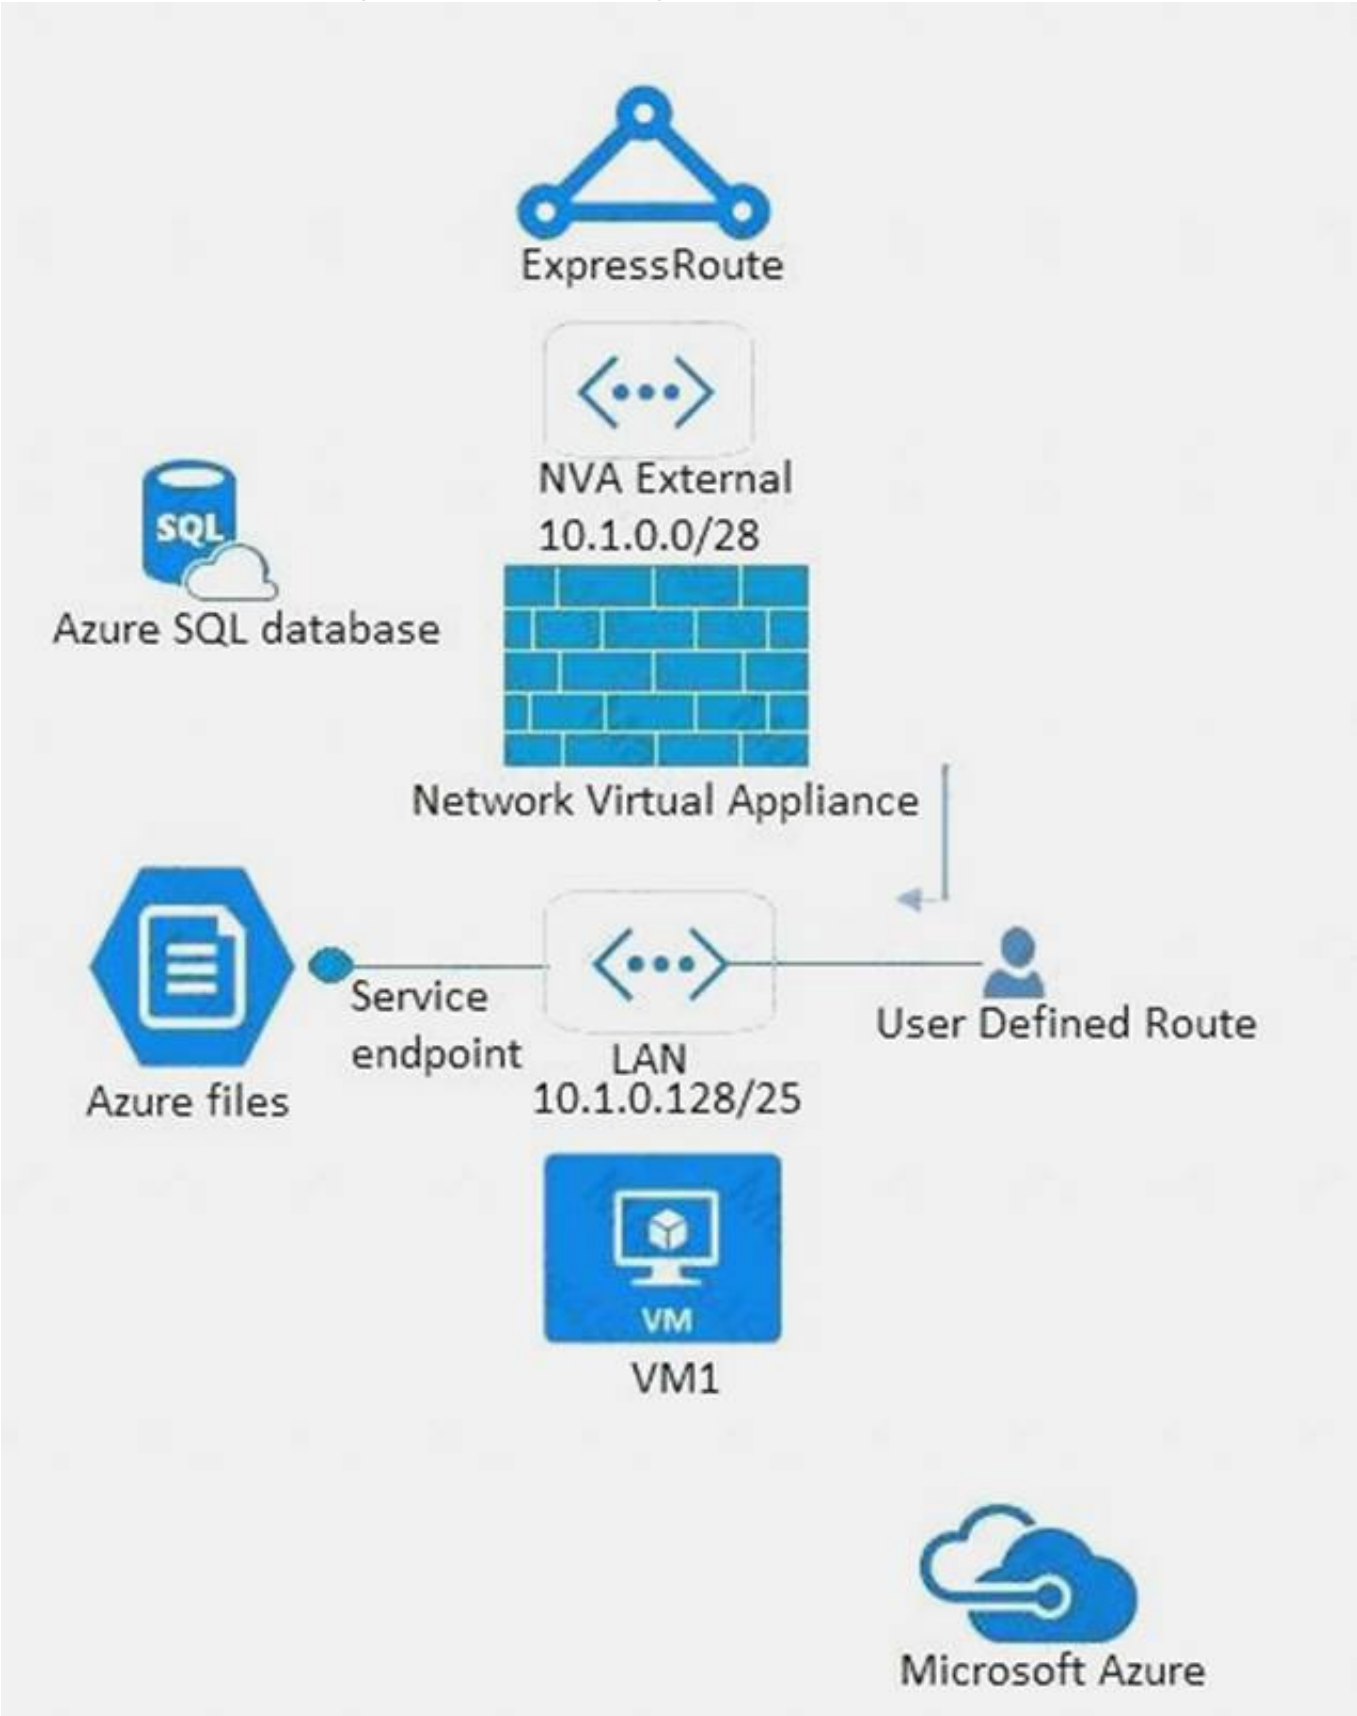 ExpressRoute
NVA External
10.1.0.0/28
SQL
Azure SQL database
Network Virtual Appliance
Service
endpoint
Azure files
LAN
10.1.0.128/25
User Defined Route
VM
VM1
Microsoft Azure